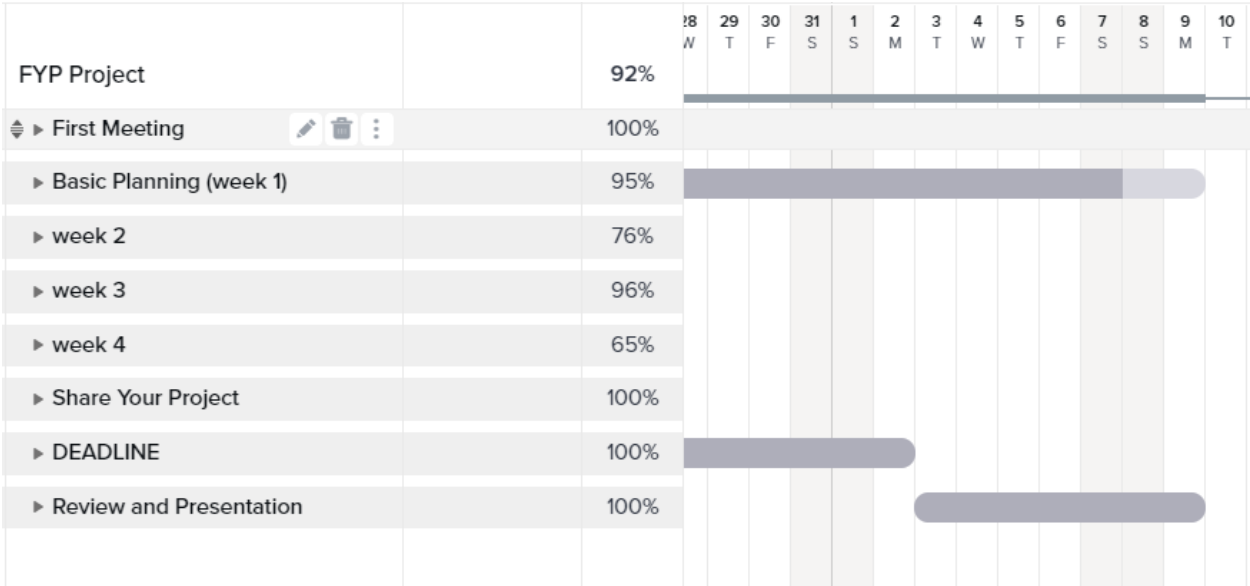 28 29 30 31 1 2 3 4 5 6 7 8 9 10
W T F S S M T W T F S S M T
FYP Project 92%
First Meeting 100%
Basic Planning (week 1) 95%
week 2 76%
week 3 96%
week 4 65%
Share Your Project 100%
DEADLINE 100%
Review and Presentation 100%